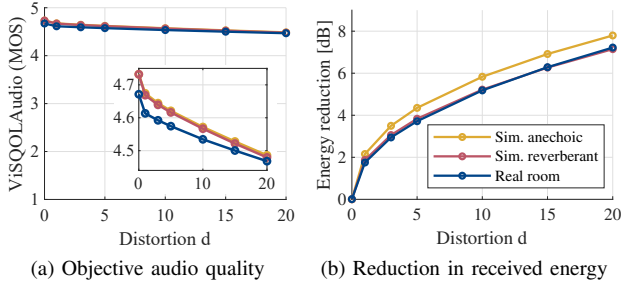 ViSQOLAudio (MOS)
5
4
3
2
1
4.7
4.6
4.5
0
10
20
0
5
10
15
20
Distortion d
(a) Objective audio quality
Energy reduction [dB]
8
6
4
2
0
Sim. anechoic
Sim. reverberant
Real room
0
5
10
15
20
Distortion d
(b) Reduction in received energy